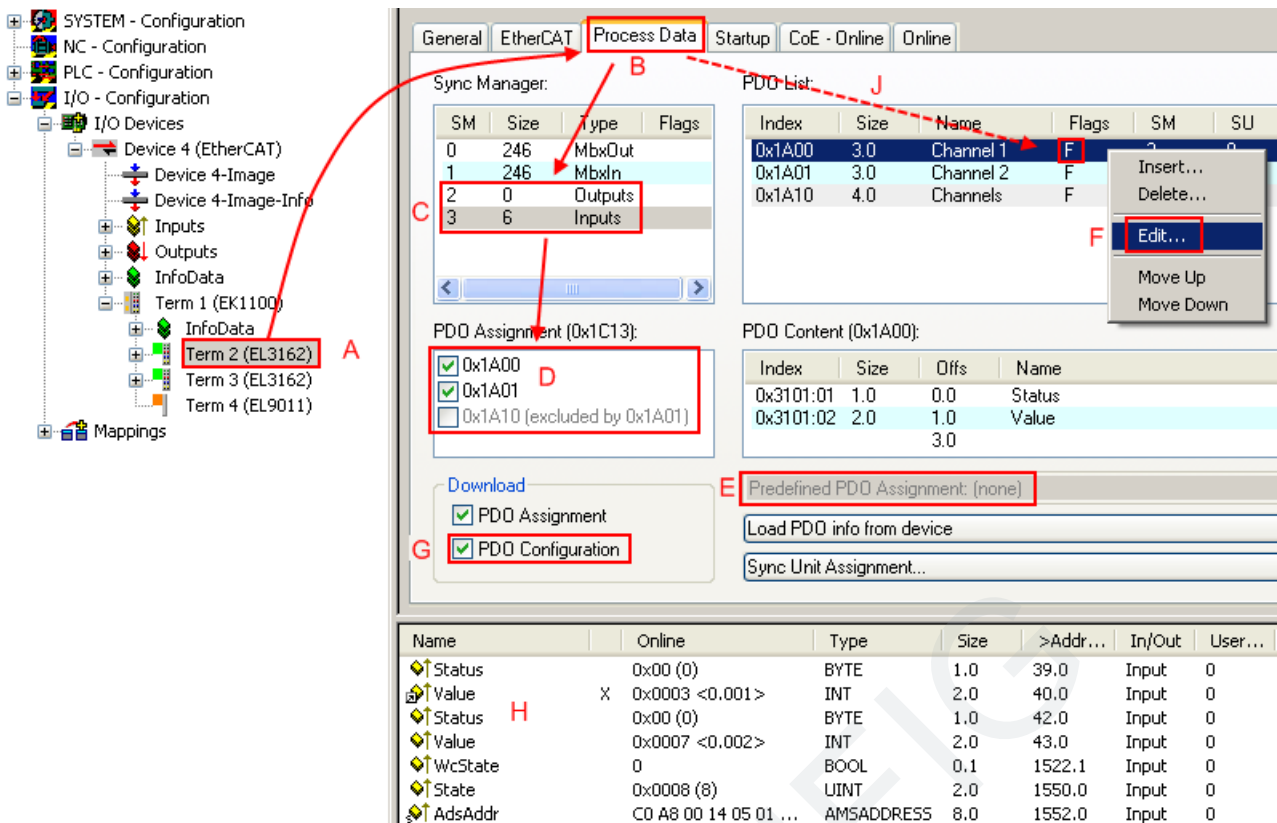 SYSTEM - Configuration
NC - Configuration
PLC - Configuration
I/O - Configuration
I/O Devices
Device 4 (EtherCAT)
Device 4-Image
Device 4-Image-Info
Inputs
Outputs
InfoData
Term 1 (EK1100)
InfoData
Term 2 (EL3162)
A
Term 3 (EL3162)
Term 4 (EL9011)
Mappings
General EtherCAT Process Data Startup CoE - Online Online
B
J
Sync Manager:
SM Size Type Flags
0 246 MbxOut
1 246 MbxIn
2 0 Outputs
3 6 Inputs
C
PDO List:
Index Size Name Flags SM SU
0x1A00 3.0 Channel 1 F 3 0
0x1A01 3.0 Channel 2 F
0x1A10 4.0 Channels F
Insert...
Delete...
F
Edit...
Move Up
Move Down
PDO Assignment (0x1C13):
0x1A00
0x1A01
0x1A10 (excluded by 0x1A01)
D
PDO Content (0x1A00):
Index Size Offs Name
0x3101:01 1.0 0.0 Status
0x3101:02 2.0 1.0 Value
3.0
Download
PDO Assignment
G
PDO Configuration
E
Predefined PDO Assignment: (none)
Load PDO info from device
Sync Unit Assignment...
Name Online Type Size >Addr... In/Out User...
Status 0x00 (0) BYTE 1.0 39.0 Input 0
Value X 0x0003 <0.001> INT 2.0 40.0 Input 0
Status 0x00 (0) BYTE 1.0 42.0 Input 0
H
Value 0x0007 <0.002> INT 2.0 43.0 Input 0
WcState 0 BOOL 0.1 1522.1 Input 0
State 0x0008 (8) UINT 2.0 1550.0 Input 0
AdsAddr C0 A8 00 14 05 01 ... AMSADDRESS 8.0 1552.0 Input 0